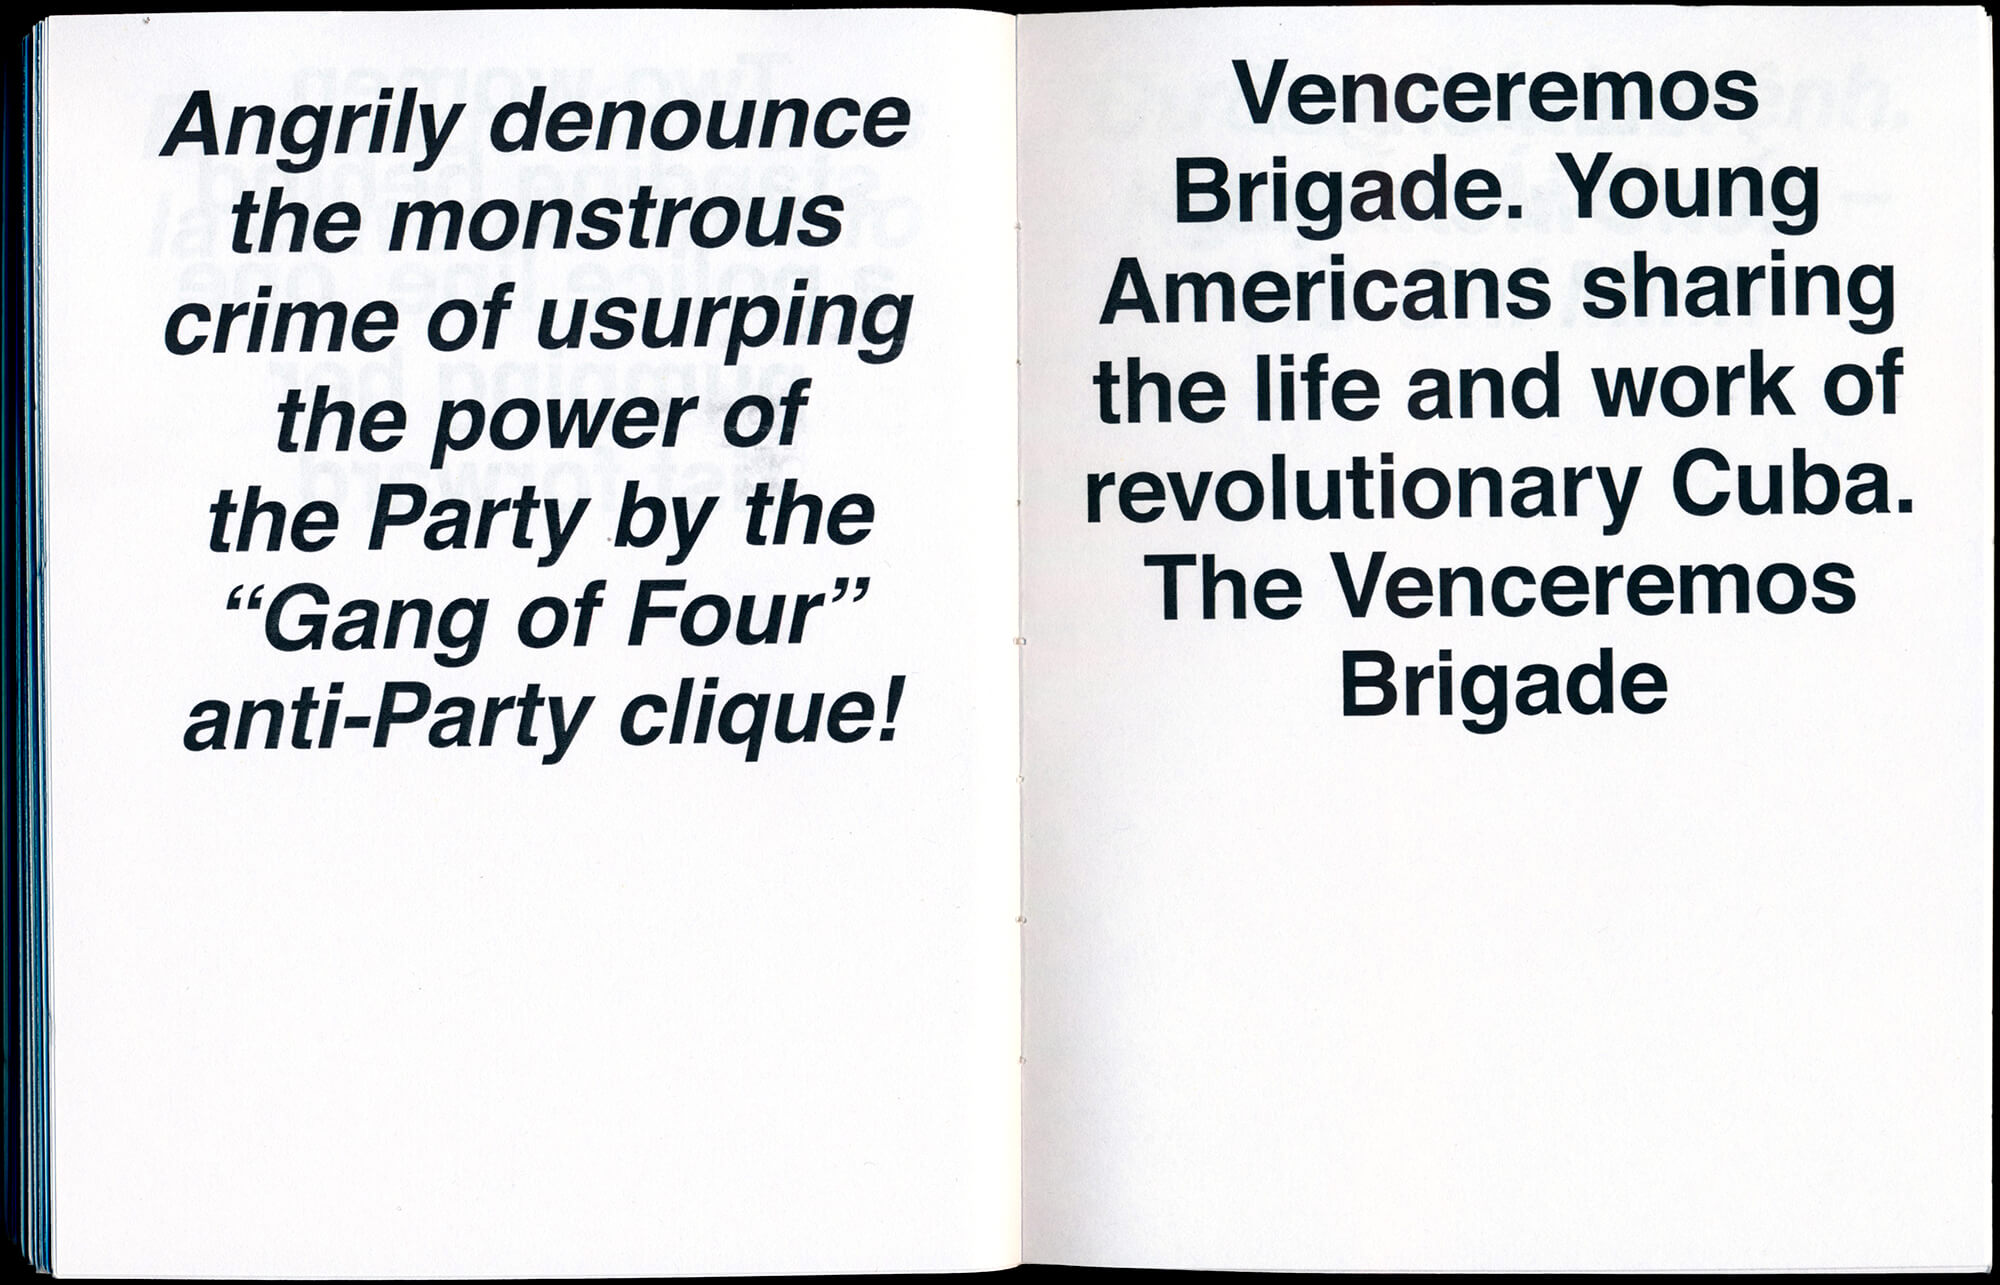 Angrily denounce
the monstrous
crime of usurping
the power of
the Party by the
“Gang of Four”
anti-Party clique!
Venceremos
Brigade. Young
Americans sharing
the life and work of
revolutionary Cuba.
The Venceremos
Brigade